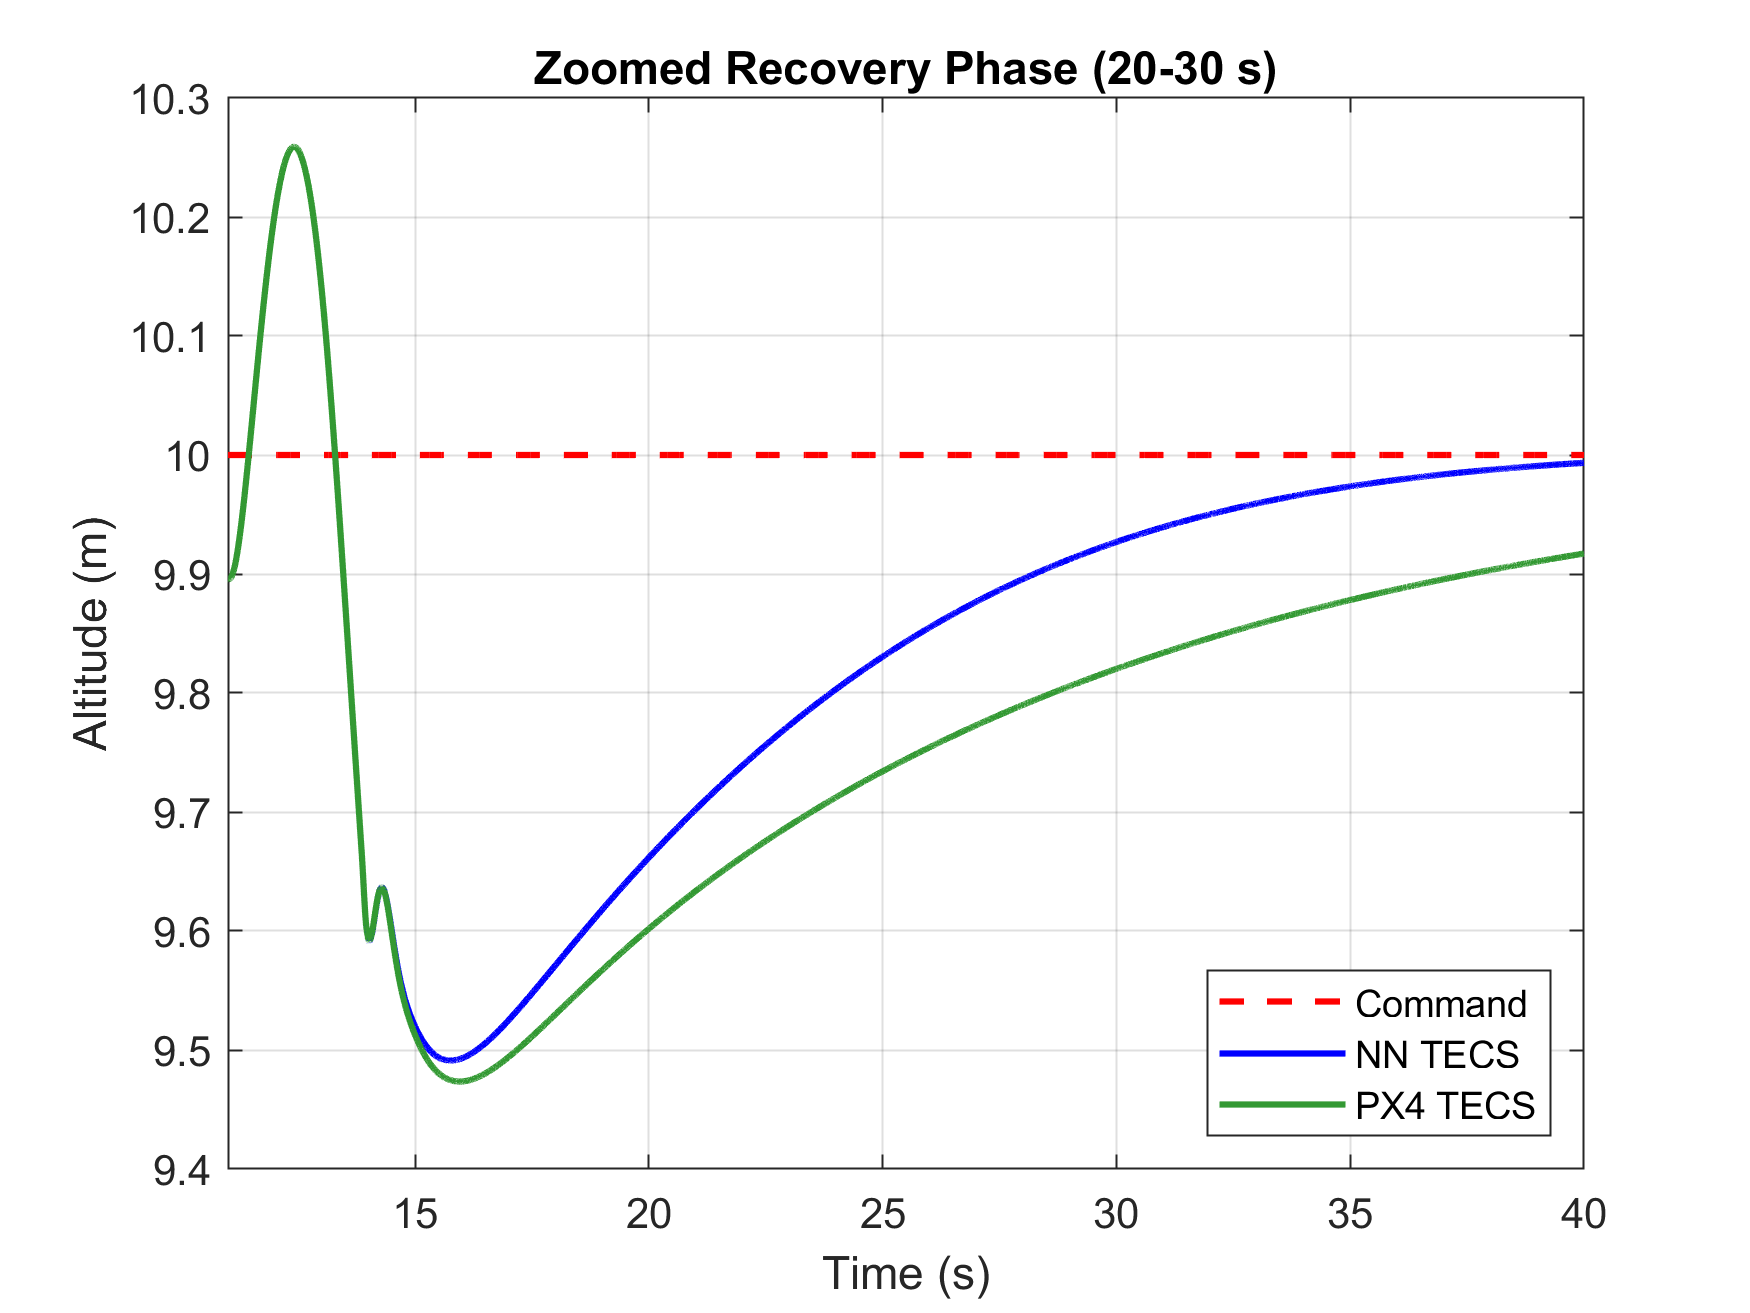 Zoomed Recovery Phase (20-30 s)
10.3
10.2
10.1
10
9.9
9.8
9.7
9.6
9.5
9.4
Altitude (m)
15 20 25 30 35 40
Time (s)
Command
NN TECS
PX4 TECS